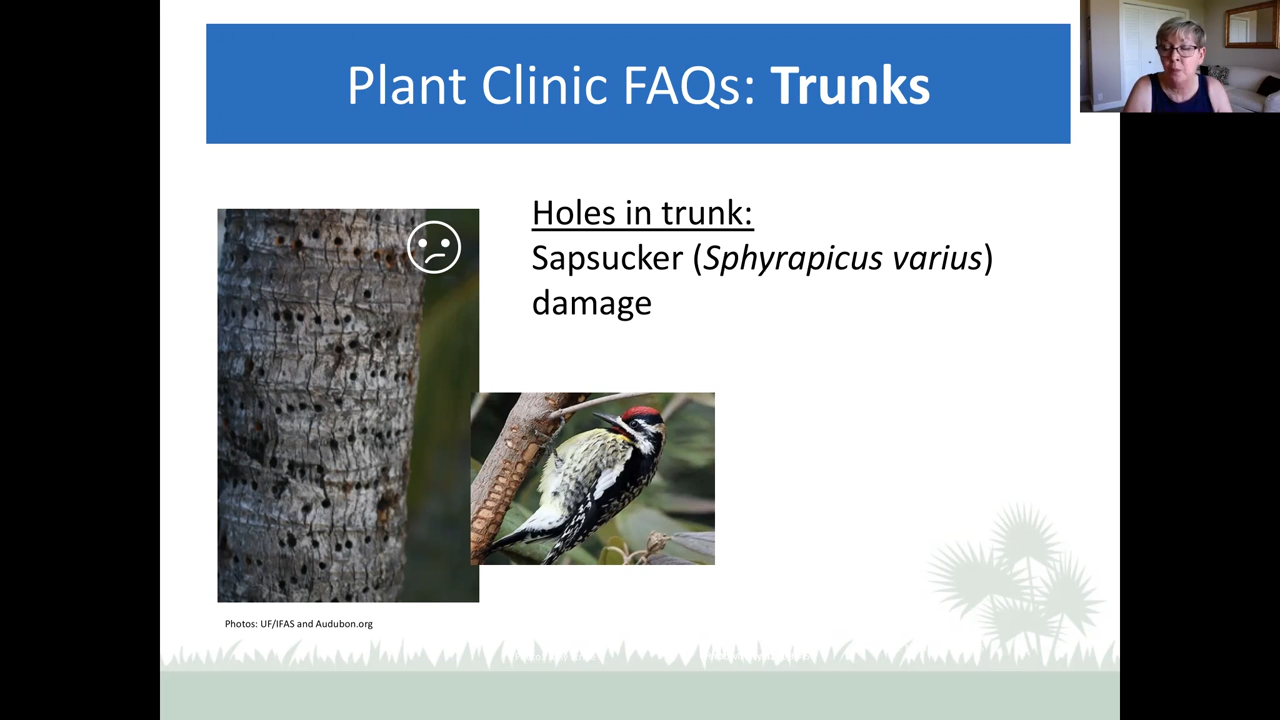 Plant Clinic FAQs: Trunks
Holes in trunk:
Sapsucker (Sphyrapicus varius)
damage
Photos: UF/IFAS and Audubon.org